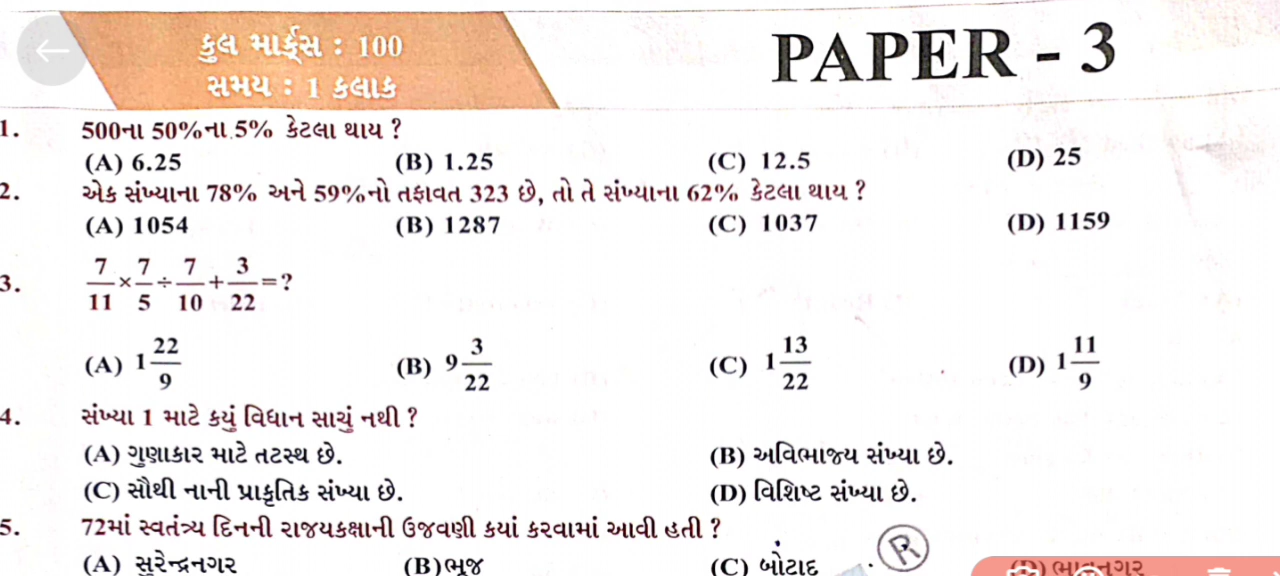 કુલ માર્ક્સ : 100
સમય : 1 કલાક
PAPER - 3
1. 500ના 50%ના 5% કેટલા થાય ?
(A) 6.25 (B) 1.25 (C) 12.5 (D) 25
2. એક સંખ્યાના 78% અને 59%નો તફાવત 323 છે, તો તે સંખ્યાના 62% કેટલા થાય ?
(A) 1054 (B) 1287 (C) 1037 (D) 1159
3. 7/11 × 7/5 ÷ 7/10 + 3/22 = ?
(A) 1 22/9 (B) 9 3/22 (C) 1 13/22 (D) 1 11/9
4. સંખ્યા 1 માટે કયું વિધાન સાચું નથી ?
(A) ગુણાકાર માટે તટસ્થ છે. (B) અવિભાજ્ય સંખ્યા છે.
(C) સૌથી નાની પ્રાકૃતિક સંખ્યા છે. (D) વિશિષ્ટ સંખ્યા છે.
5. 72માં સ્વતંત્ર્ય દિનની રાજ્યકક્ષાની ઉજવણી કયાં કરવામાં આવી હતી ?
(A) સુરેન્દ્રનગર (B) ભૂજ (C) બોટાદ R